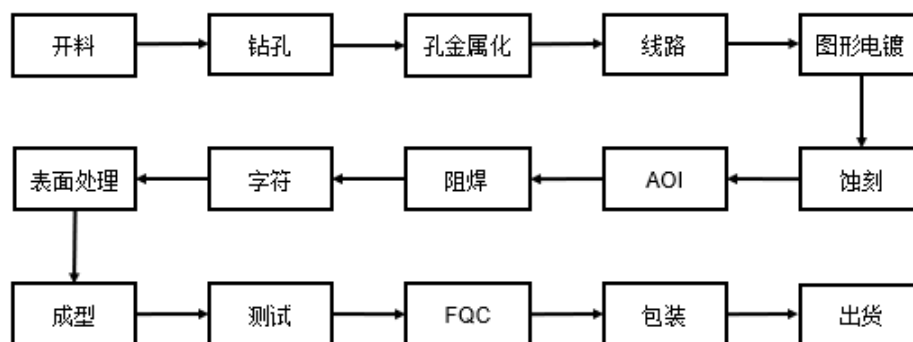 开料
钻孔
孔金属化
线路
图形电镀
蚀刻
AOI
阻焊
字符
表面处理
成型
测试
FQC
包装
出货